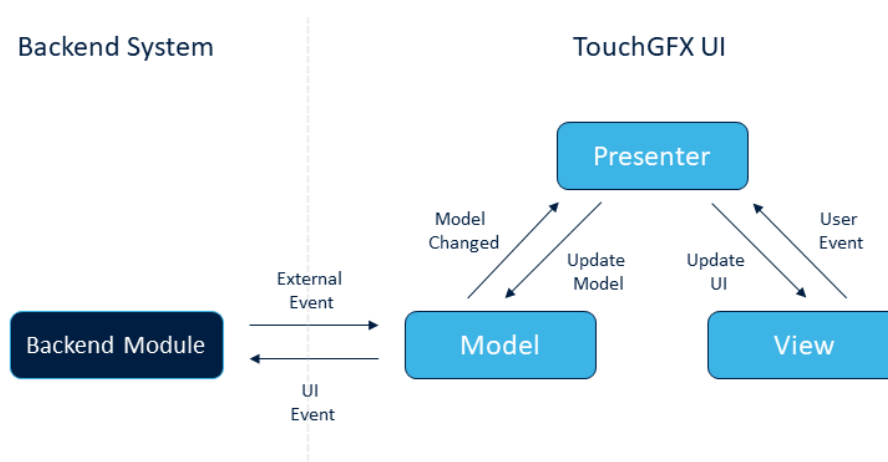 Backend System
TouchGFX UI
Presenter
Model
Changed
User
Event
Update
Model
Update
UI
External
Event
Backend Module
Model
View
UI
Event